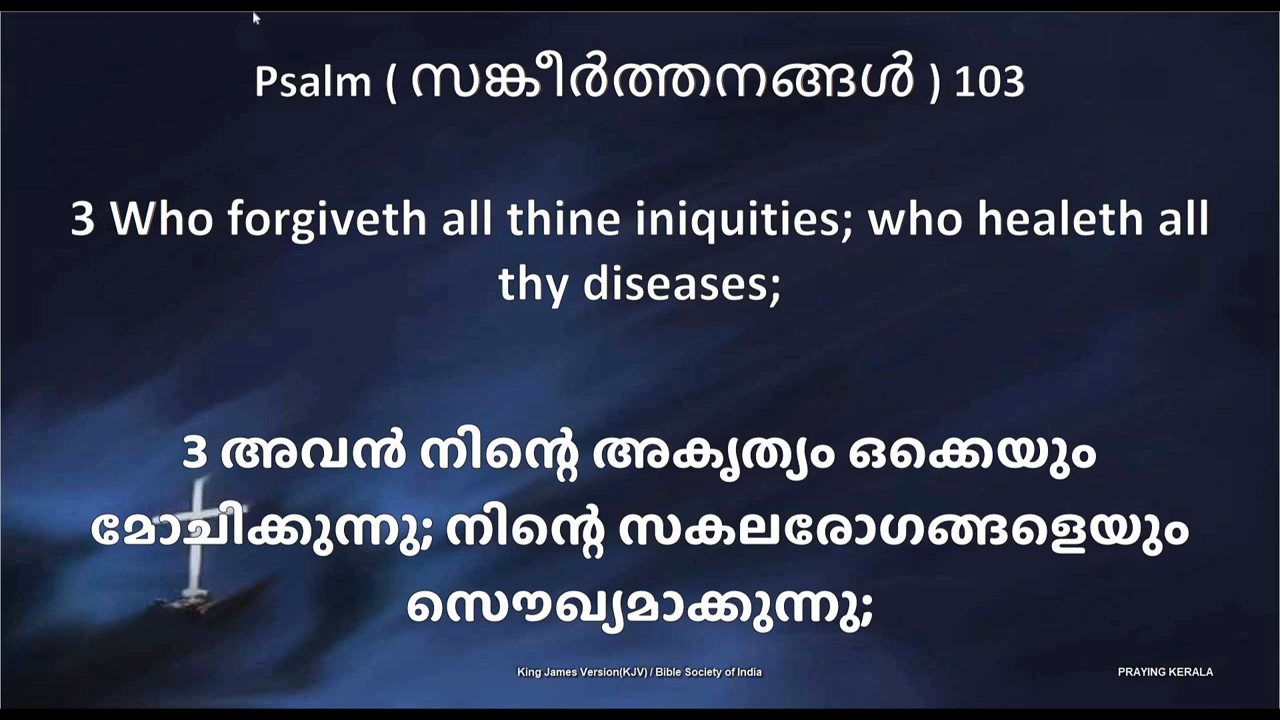 Psalm ( സങ്കീർത്തനങ്ങൾ ) 103
3 Who forgiveth all thine iniquities; who healeth all
thy diseases;
3 അവൻ നിന്റെ അകൃത്യം ഒക്കെയും
മോചിക്കുന്നു; നിന്റെ സകലരോഗങ്ങളെയും
സൌഖ്യമാക്കുന്നു;
King James Version(KJV) / Bible Society of India
PRAYING KERALA